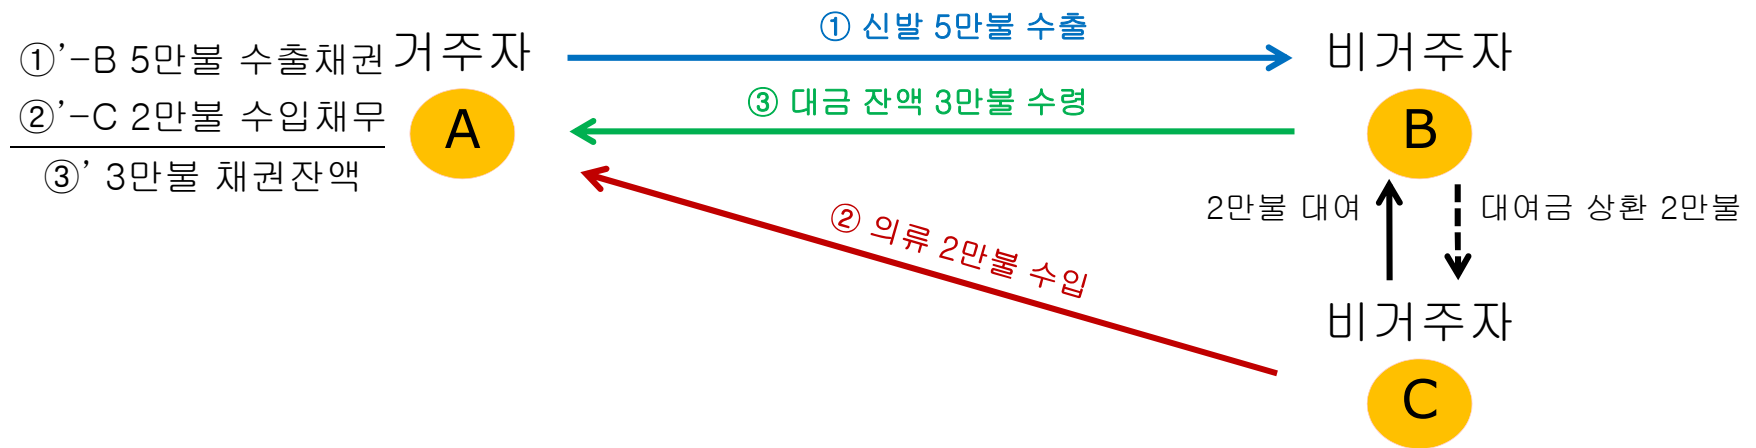 ① 신발 5만불 수출
①’-B 5만불 수출채권
거주자
비거주자
②’-C 2만불 수입채무
A
③ 대금 잔액 3만불 수령
B
③’ 3만불 채권잔액
② 의류 2만불 수입
2만불 대여
대여금 상환 2만불
비거주자
C